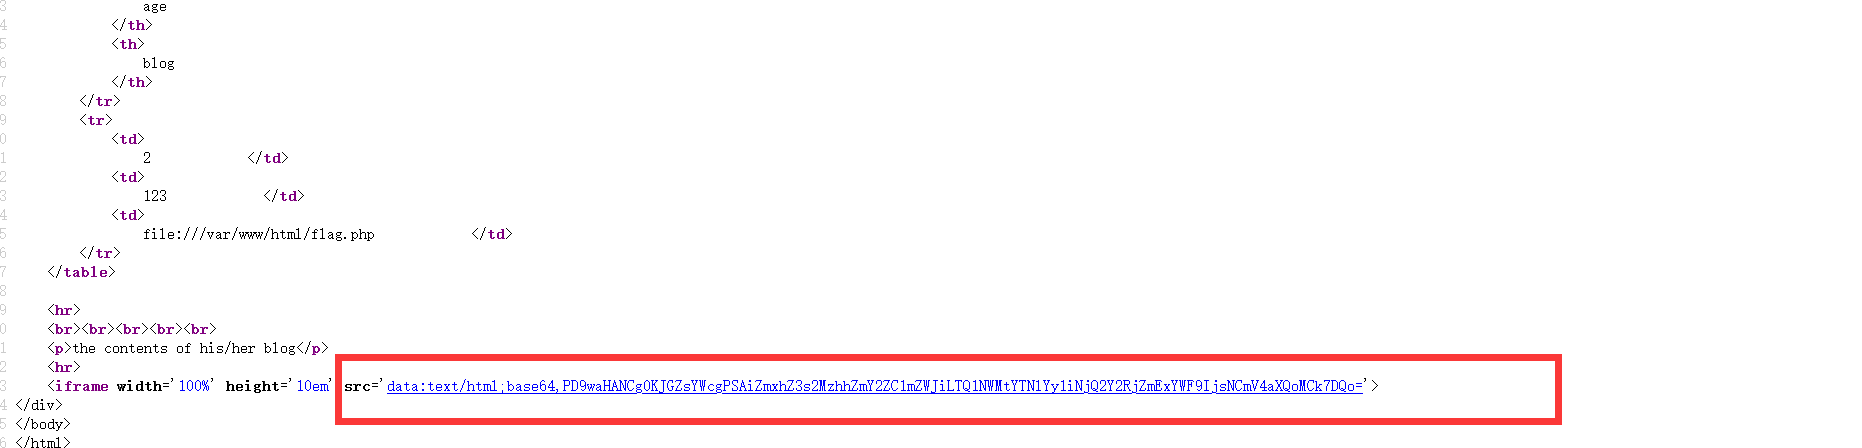 3 age
4 </th>
5 <th>
6 blog
7 </th>
8 </tr>
9 <tr>
0 <td>
1 2 </td>
2 <td>
3 123 </td>
4 <td>
5 file:///var/www/html/flag.php </td>
6 </tr>
7 </table>
8
9 <hr>
0 <br><br><br><br><br>
1 <p>the contents of his/her blog</p>
2 <hr>
3 <iframe width='100%' height='10em' src='data:text/html;base64,PD9waHANCg0KJGZsYWcgPSAiZmxhZ3s2MzhhZmY2ZC1mZWJiLTQ1NWMtYTN1Yy1iNjQ2Y2RjZmExYWF9IjsNCmV4aXQoMCk7DQo='>
4 </div>
5 </body>
6 </html>